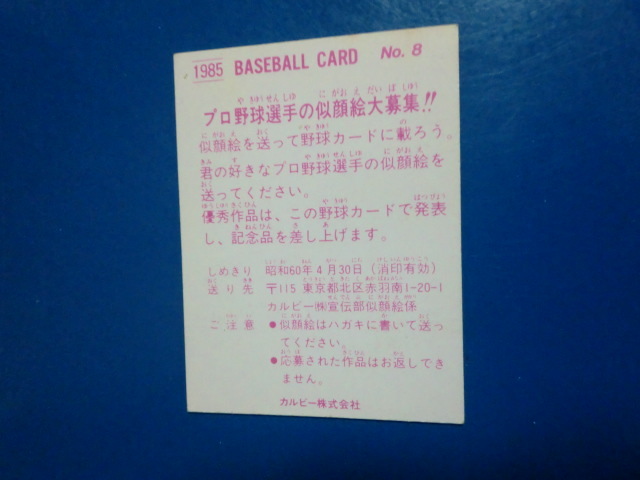 1985 BASEBALL CARD No. 8
プロ野球選手の似顔絵大募集!!
似顔絵を送って野球カードに載ろう。
君の好きなプロ野球選手の似顔絵を
送ってください。
優秀作品は、この野球カードで発表
し、記念品を差し上げます。
しめきり 昭和60年4月30日(消印有効)
送り先 〒115 東京都北区赤羽南1-20-1
カルビー㈱宣伝部似顔絵係
ご注意 ●似顔絵はハガキに書いて送っ
てください。
●応募された作品はお返しでき
ません。
カルビー株式会社